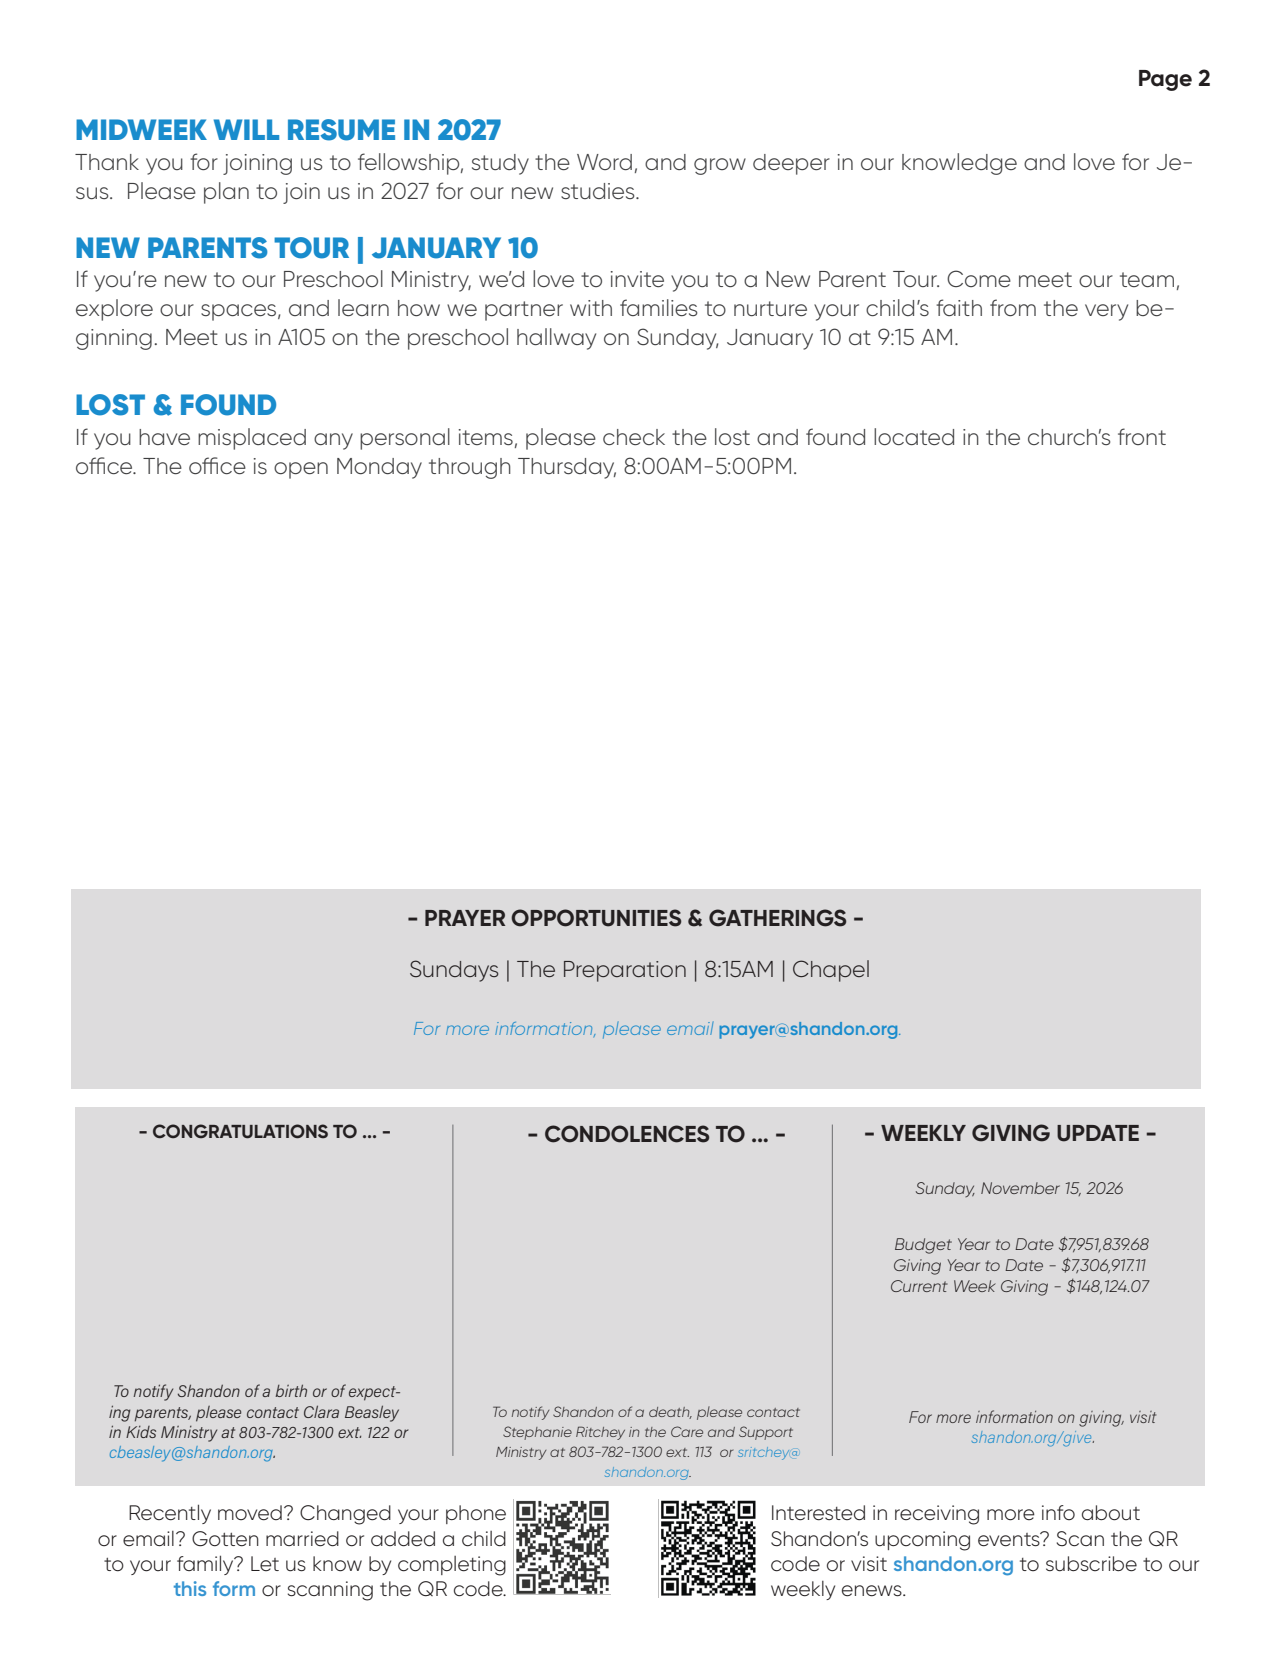 Page 2
MIDWEEK WILL RESUME IN 2027
Thank you for joining us to fellowship, study the Word, and grow deeper in our knowledge and love for Je-
sus.  Please plan to join us in 2027 for our new studies.
NEW PARENTS TOUR | JANUARY 10
If you're new to our Preschool Ministry, we'd love to invite you to a New Parent Tour. Come meet our team,
explore our spaces, and learn how we partner with families to nurture your child's faith from the very be-
ginning. Meet us in A105 on the preschool hallway on Sunday, January 10 at 9:15 AM.
LOST & FOUND
If you have misplaced any personal items, please check the lost and found located in the church's front
office. The office is open Monday through Thursday, 8:00AM-5:00PM.
- PRAYER OPPORTUNITIES & GATHERINGS -
Sundays | The Preparation | 8:15AM | Chapel
For more information, please email prayer@shandon.org.
- CONGRATULATIONS TO ... -
To notify Shandon of a birth or of expect-
ing parents, please contact Clara Beasley
in Kids Ministry at 803-782-1300 ext. 122 or
cbeasley@shandon.org.
- CONDOLENCES TO ... -
To notify Shandon of a death, please contact
Stephanie Ritchey in the Care and Support
Ministry at 803-782-1300 ext. 113  or sritchey@
shandon.org.
- WEEKLY GIVING UPDATE -
Sunday, November 15, 2026
Budget Year to Date $7,951,839.68
Giving Year to Date - $7,306,917.11
Current Week Giving - $148,124.07
For more information on giving, visit
shandon.org/give.
Recently moved? Changed your phone
or email? Gotten married or added a child
to your family? Let us know by completing
this form or scanning the QR code.
Interested in receiving more info about
Shandon's upcoming events? Scan the QR
code or visit shandon.org to subscribe to our
weekly enews.